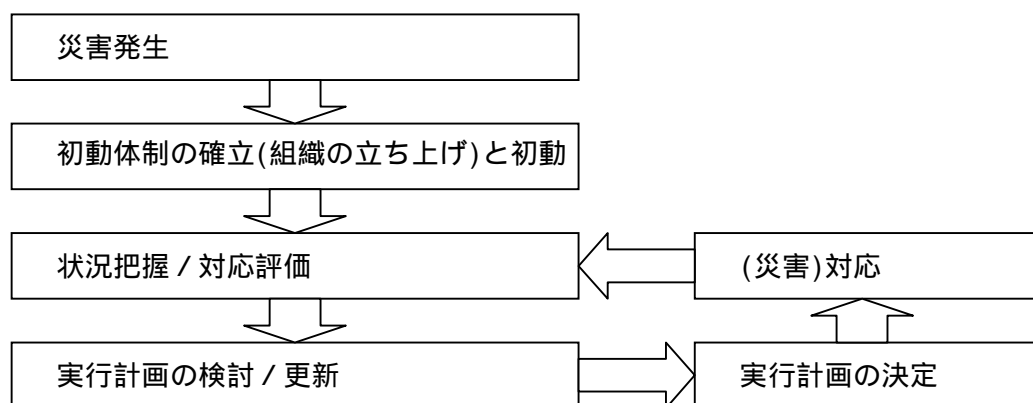 災害発生
初動体制の確立(組織の立ち上げ)と初動
状況把握 / 対応評価
(災害)対応
実行計画の検討 / 更新
実行計画の決定